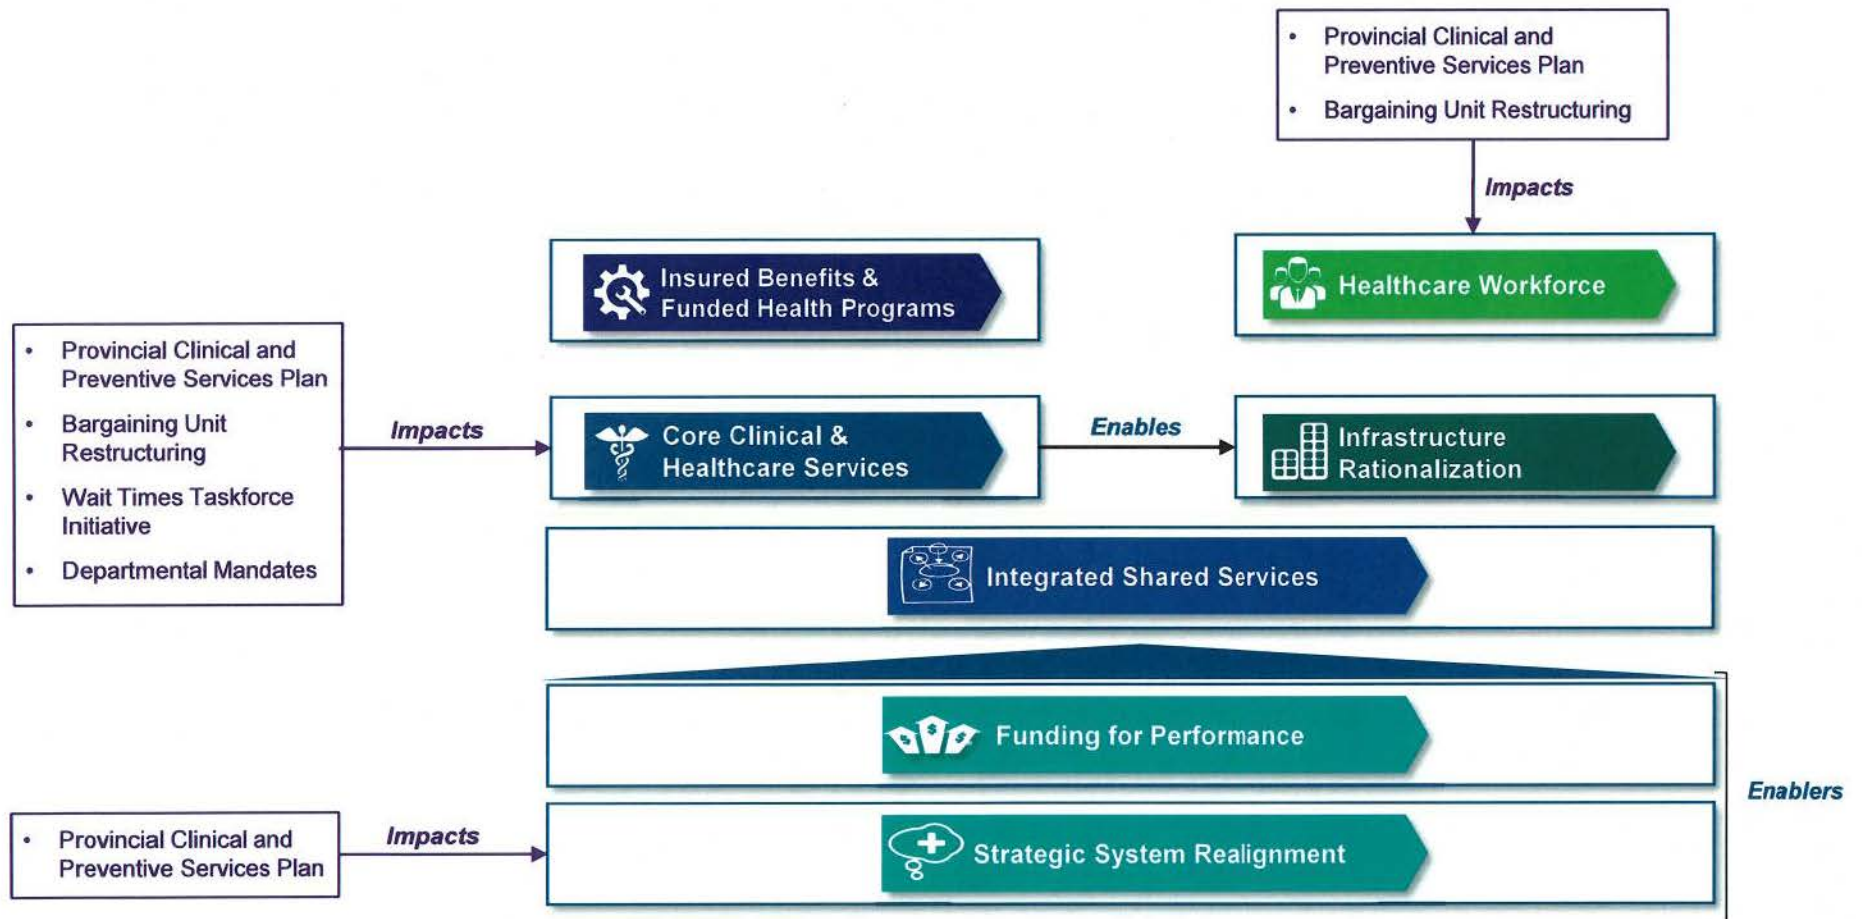 • Provincial Clinical and
Preventive Services Plan
• Bargaining Unit Restructuring
Impacts
Insured Benefits &
Funded Health Programs
Healthcare Workforce
• Provincial Clinical and
Preventive Services Plan
• Bargaining Unit
Restructuring
• Wait Times Taskforce
Initiative
• Departmental Mandates
Impacts
Core Clinical &
Healthcare Services
Enables
Infrastructure
Rationalization
Integrated Shared Services
Funding for Performance
Enablers
• Provincial Clinical and
Preventive Services Plan
Impacts
Strategic System Realignment